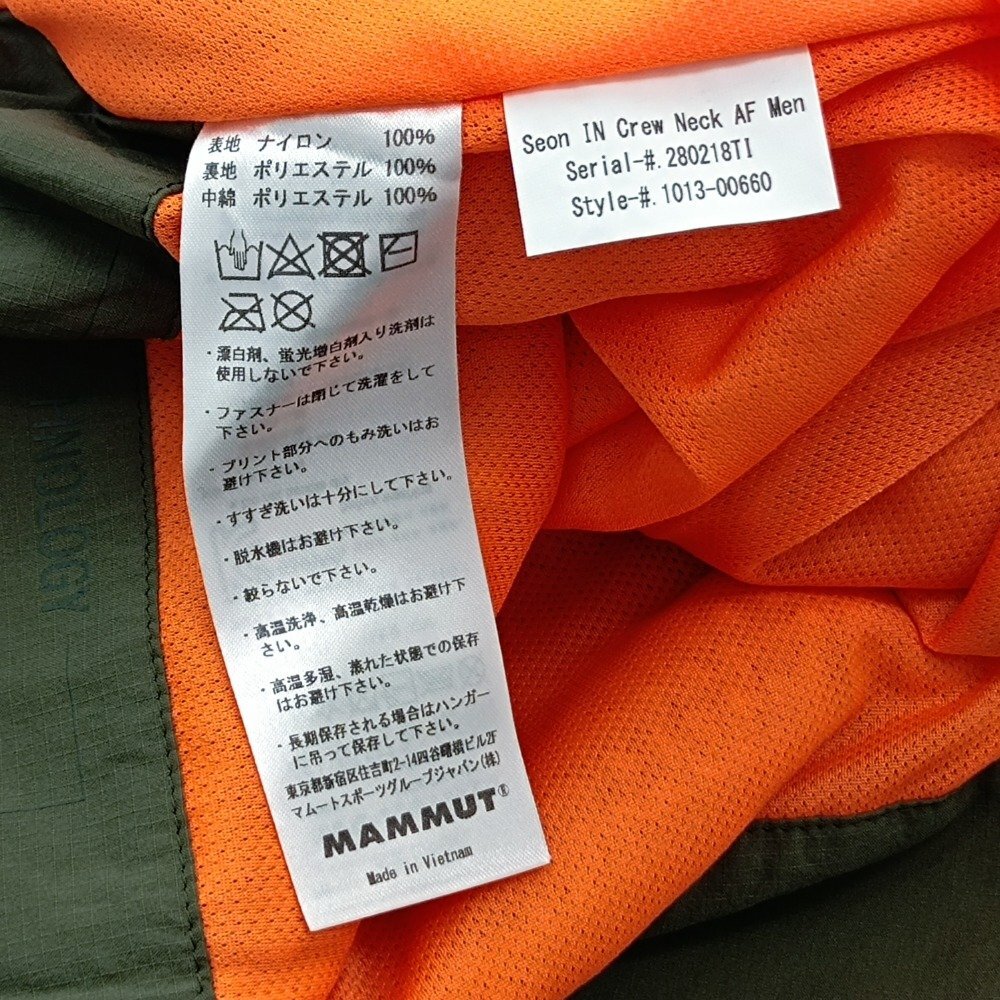 表地 ナイロン 100%
裏地 ポリエステル 100%
中綿 ポリエステル 100%
・漂白剤、蛍光増白剤入り洗剤は
使用しないで下さい。
・ファスナーは閉じて洗濯をして
下さい。
・プリント部分へのもみ洗いはお
避け下さい。
・すすぎ洗いは十分にして下さい。
・脱水機はお避け下さい。
・絞らないで下さい。
・高温洗浄、高温乾燥はお避け下
さい。
・高温多湿、蒸れた状態での保存
はお避け下さい。
・長期保存される場合はハンガー
に吊って保存して下さい。
東京都新宿区住吉町2-14四谷曙橋ビル2F
マムートスポーツグループジャパン(株)
MAMMUT®
Made in Vietnam
Seon IN Crew Neck AF Men
Serial-#.280218TI
Style-#.1013-00660
NOLOGY